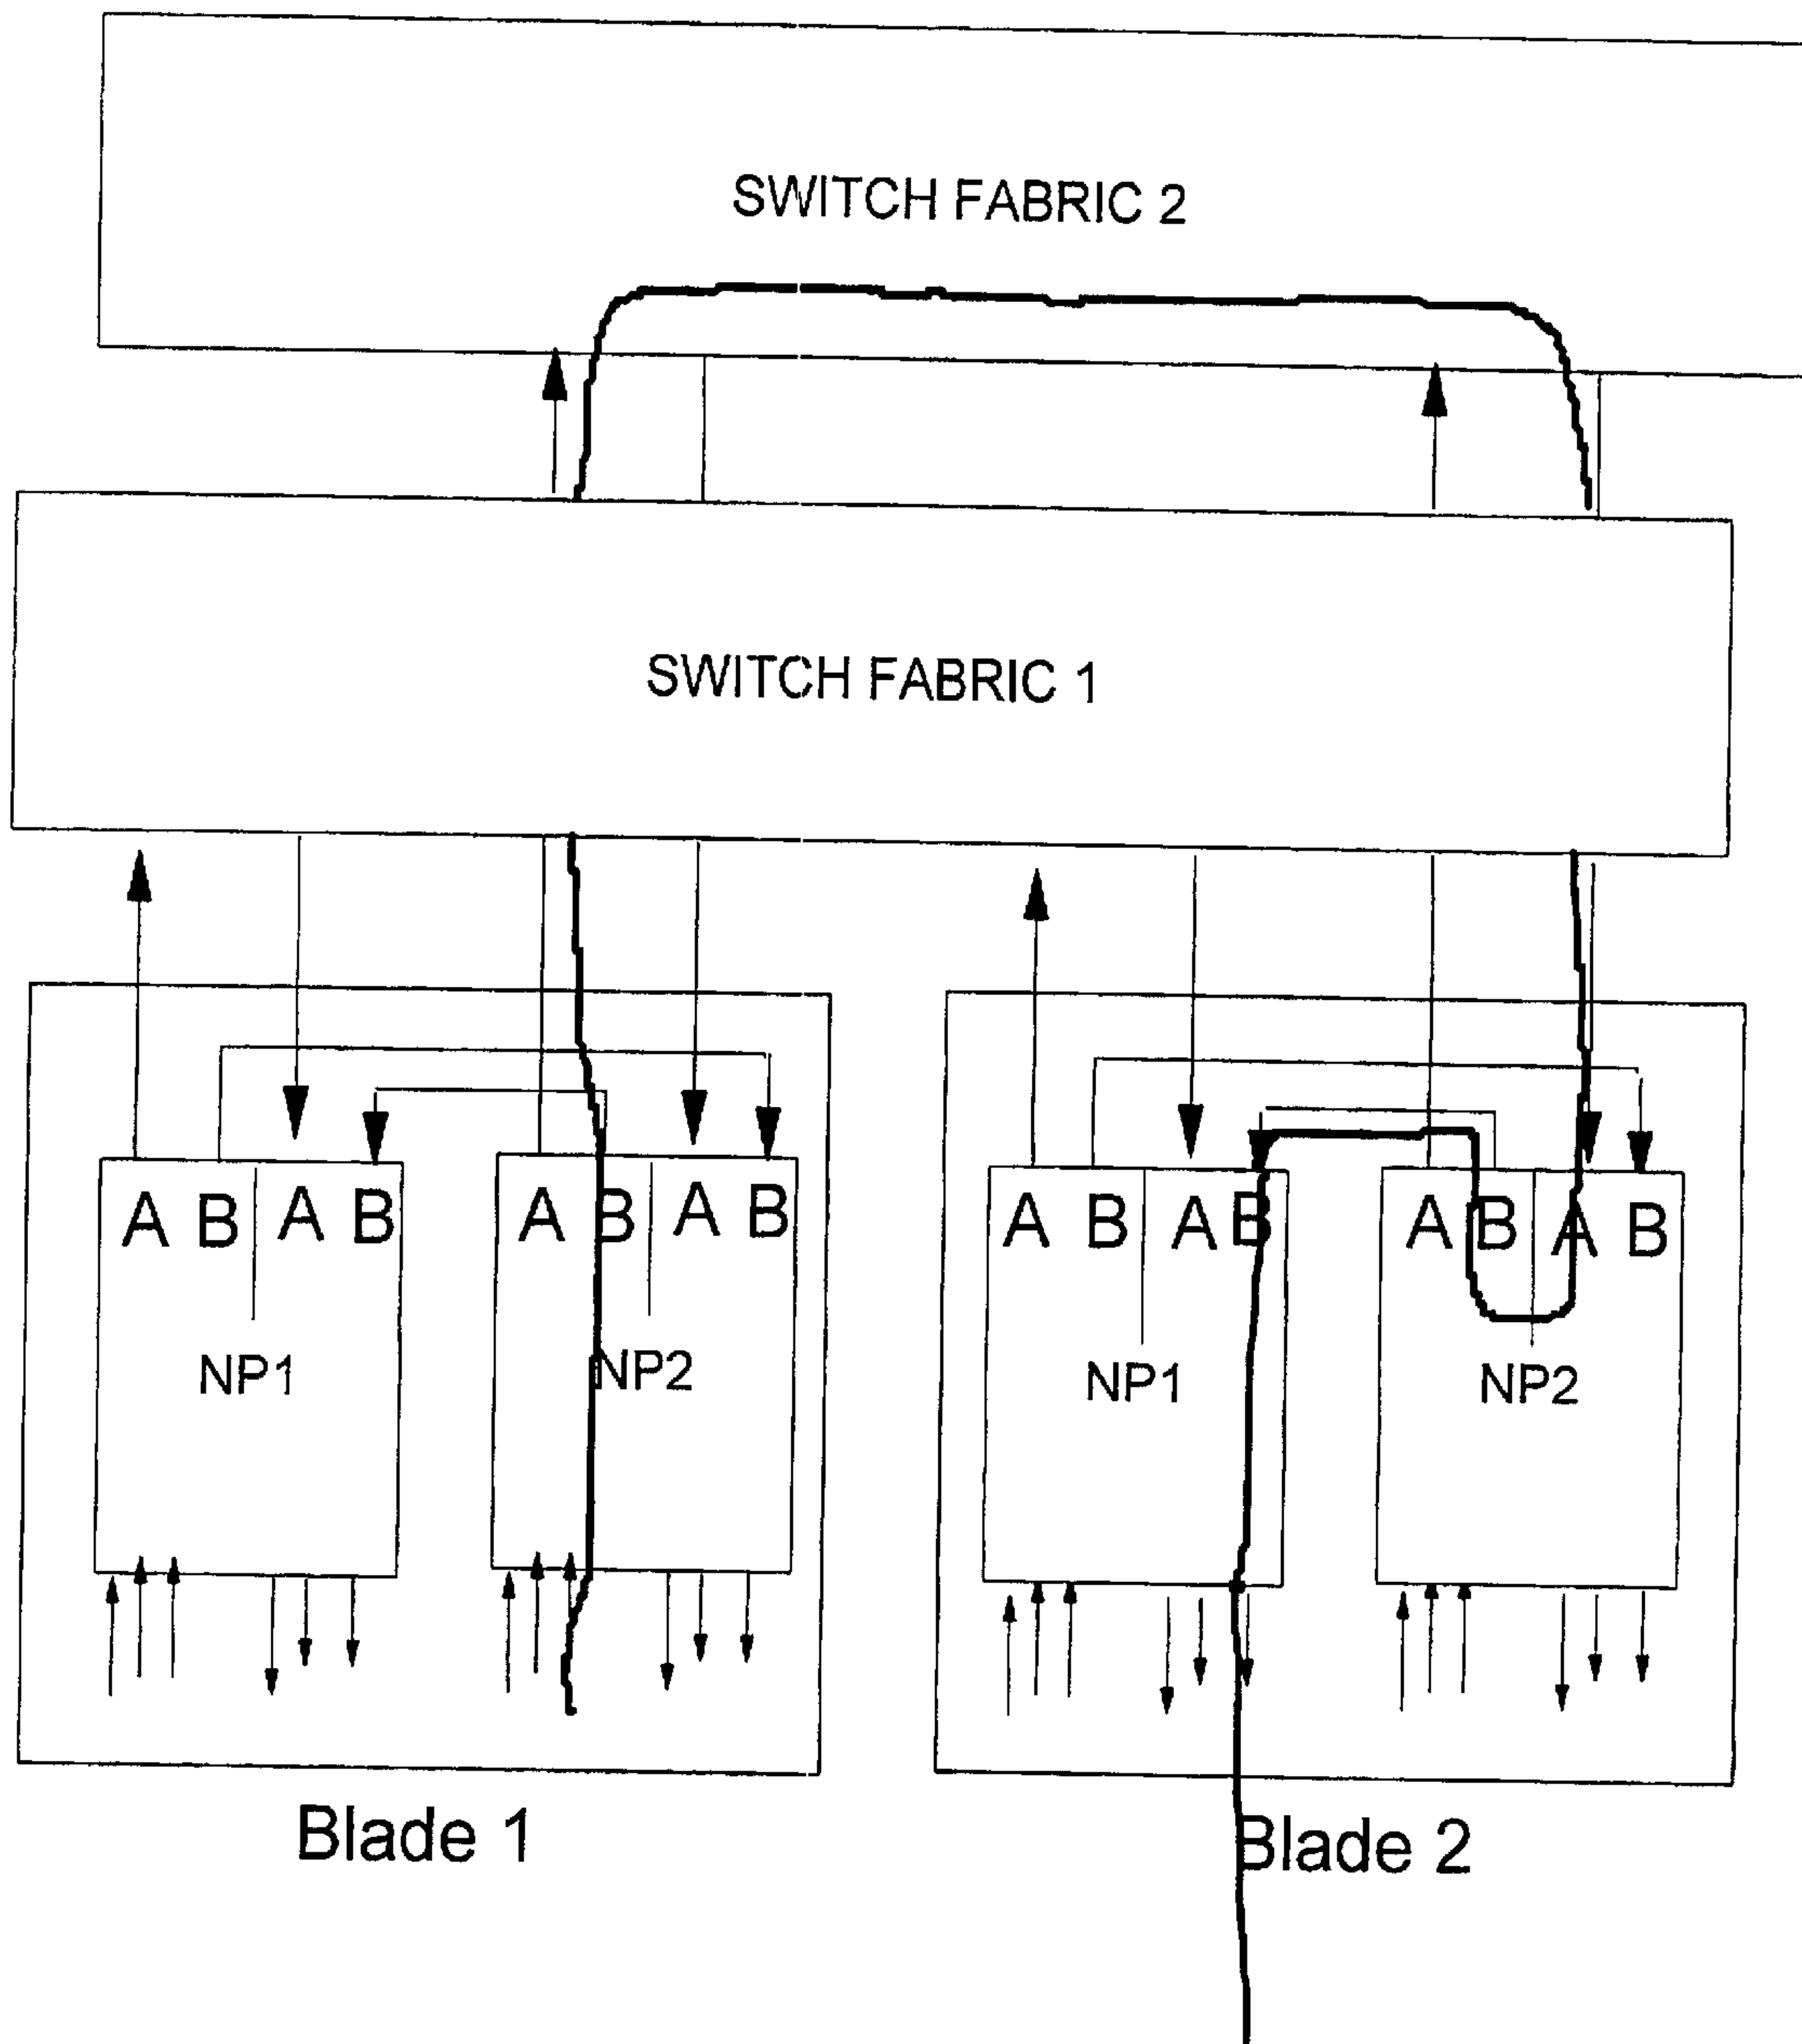 SWITCH FABRIC 2
SWITCH FABRIC 1
A B A B A B A B A B A B A B A B
NP1 NP2 NP1 NP2
Blade 1 Blade 2